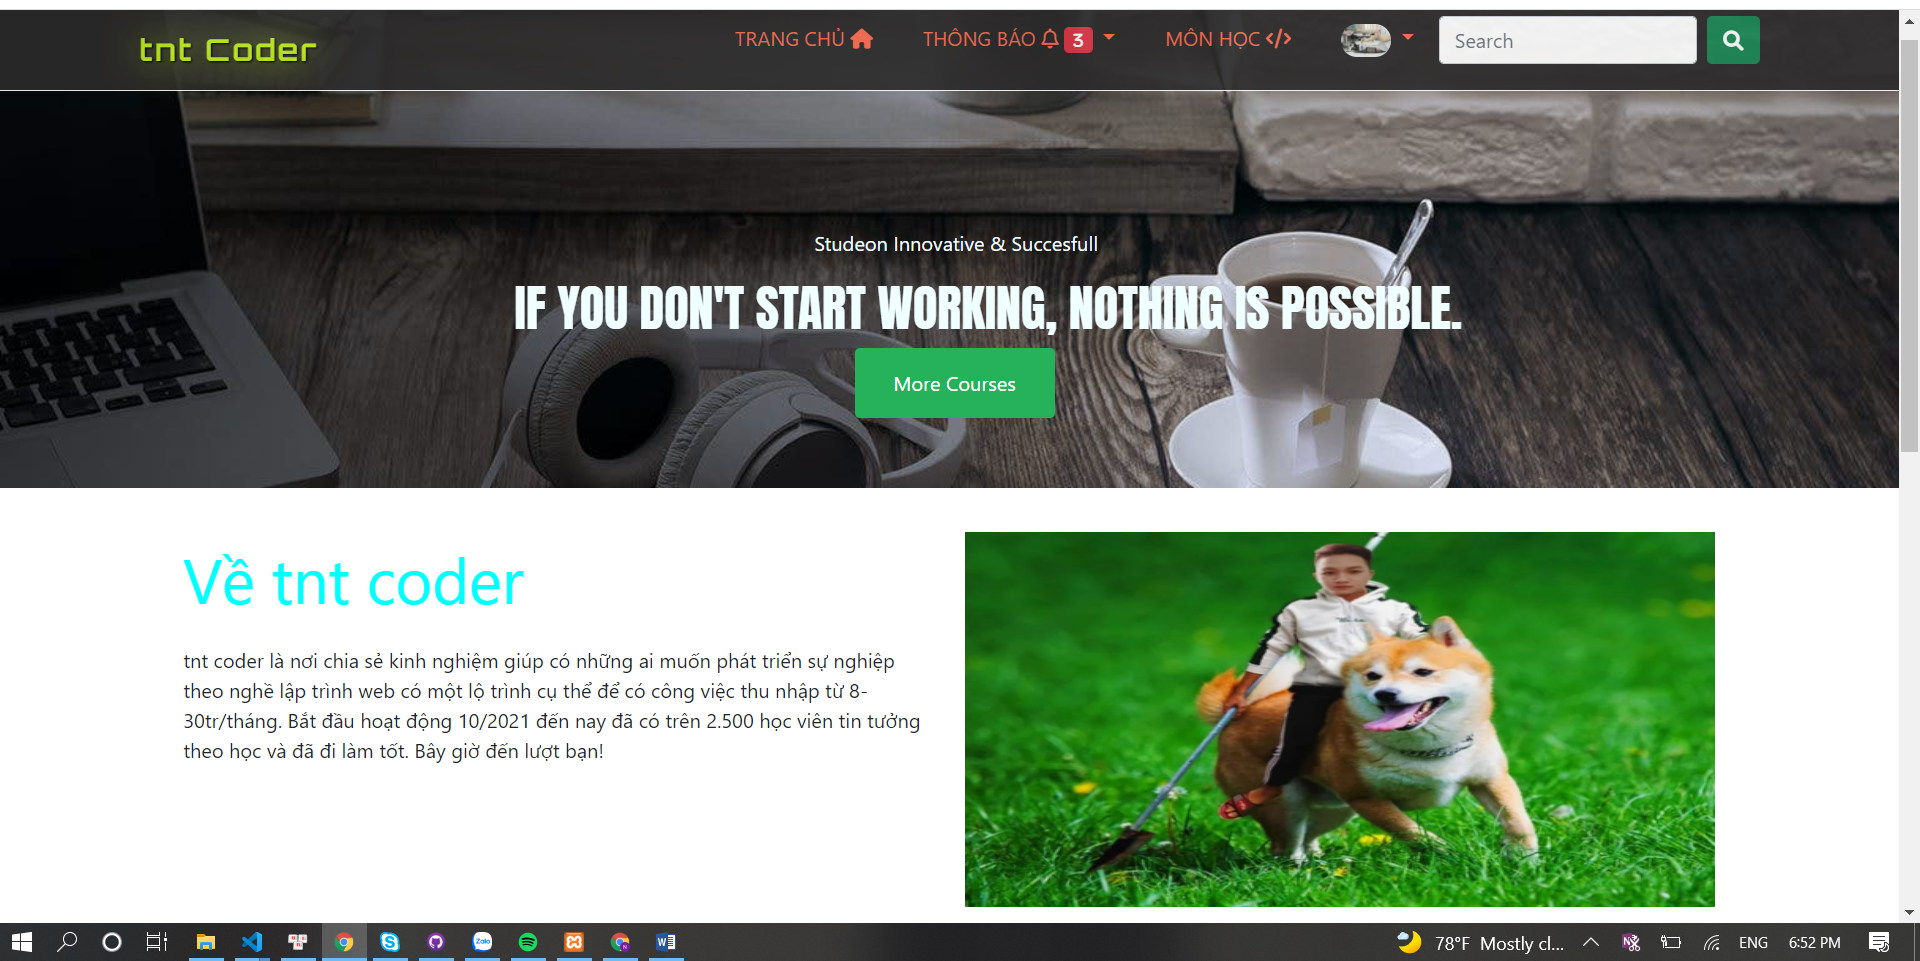 tnt Coder
TRANG CHỦ
THÔNG BÁO 3
MÔN HỌC
Search
Studeon Innovative & Succesfull
IF YOU DON'T START WORKING, NOTHING IS POSSIBLE.
More Courses
Về tnt coder
tnt coder là nơi chia sẻ kinh nghiệm giúp có những ai muốn phát triển sự nghiệp
theo nghề lập trình web có một lộ trình cụ thể để có công việc thu nhập từ 8-
30tr/tháng. Bắt đầu hoạt động 10/2021 đến nay đã có trên 2.500 học viên tin tưởng
theo học và đã đi làm tốt. Bây giờ đến lượt bạn!
Zalo
78°F Mostly cl...
ENG
6:52 PM